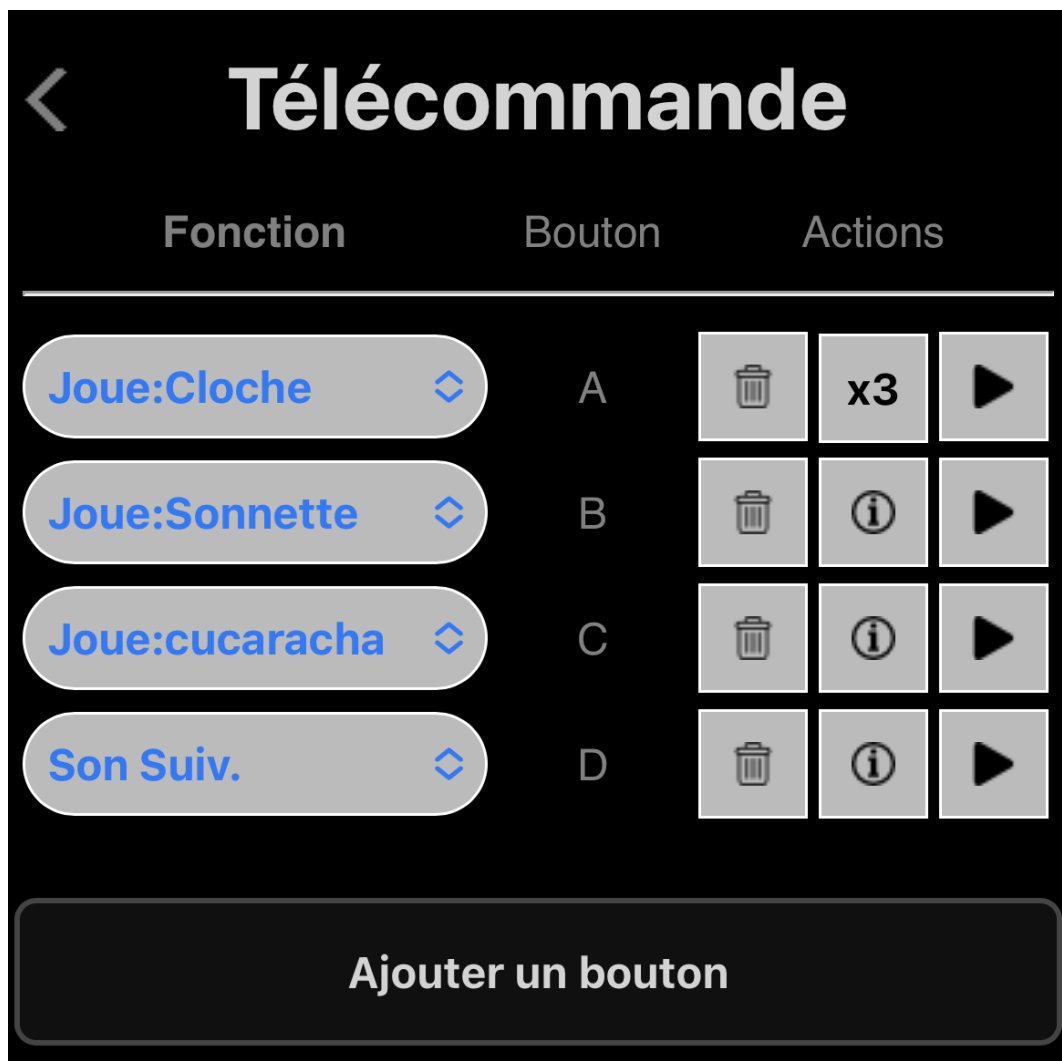 Télécommande
Fonction Bouton Actions
Joue:Cloche A x3
Joue:Sonnette B
Joue:cucaracha C
Son Suiv. D
Ajouter un bouton